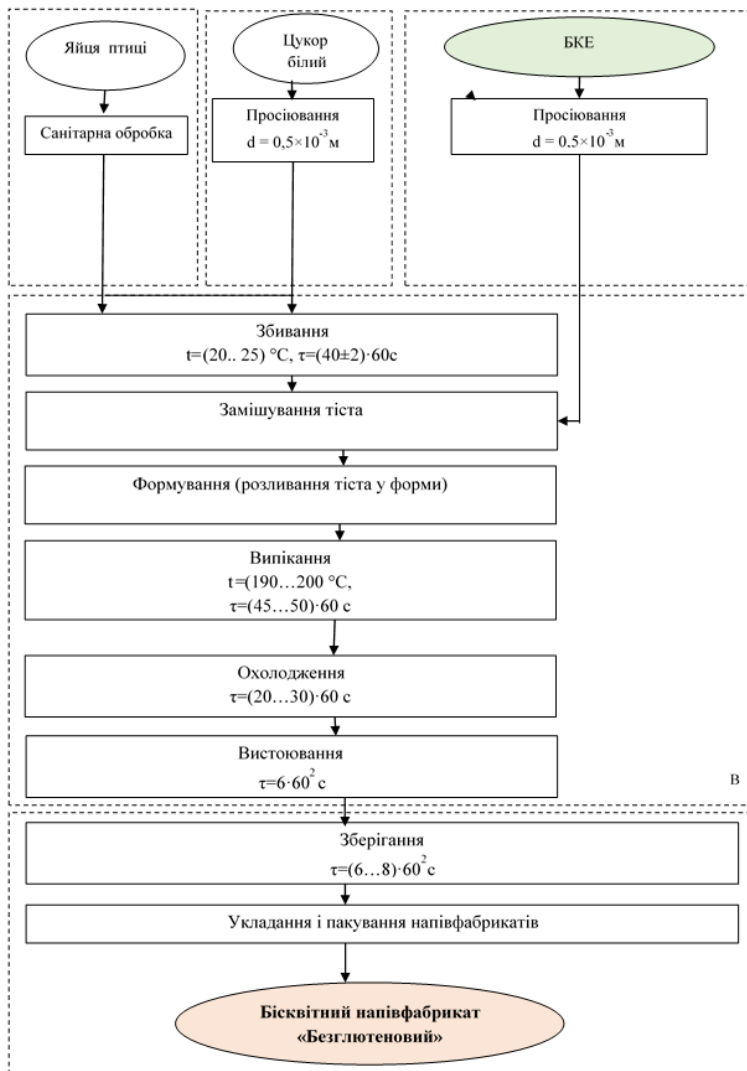 Яйця птиці
Цукор
білий
БКЕ
Санітарна обробка
Просіювання
d = 0,5×10⁻³ м
Просіювання
d = 0.5×10⁻³ м
Збивання
t=(20.. 25) °C, τ=(40±2)·60с
Замішування тіста
Формування (розливання тіста у форми)
Випікання
t=(190…200 °C,
τ=(45…50)·60 с
Охолодження
τ=(20…30)·60 с
Вистоювання
τ=6·60² с
В
Зберігання
τ=(6…8)·60² с
Укладання і пакування напівфабрикатів
Бісквітний напівфабрикат
«Безглютеновий»